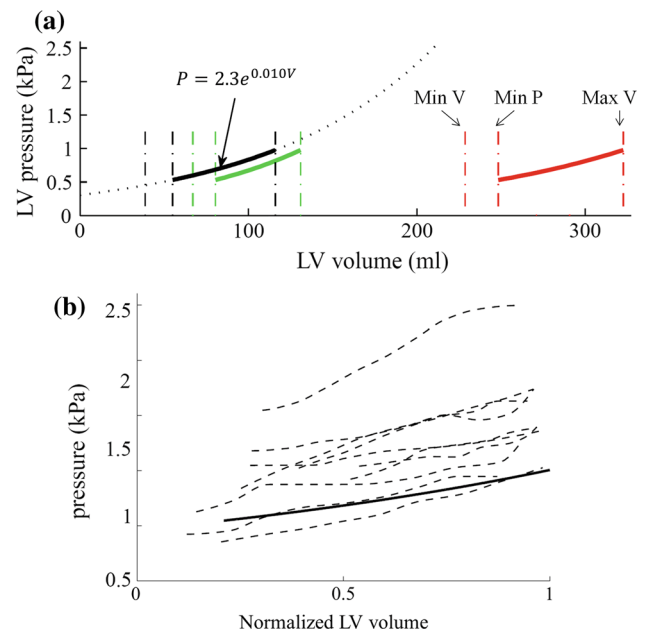 (a)
2.5
2
1.5
1
0.5
0
LV pressure (kPa)
P = 2.3e^0.010V
Min V
Min P
Max V
0
100
200
300
LV volume (ml)
(b)
2.5
2
1.5
1
0.5
pressure (kPa)
0
0.5
1
Normalized LV volume